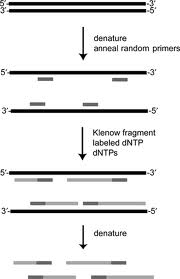 5' -3'
3' -5'
denature
anneal random primers
5' -3'
3' -5'
Klenow fragment
labeled dNTP
dNTPs
5' -3'
3' -5'
denature